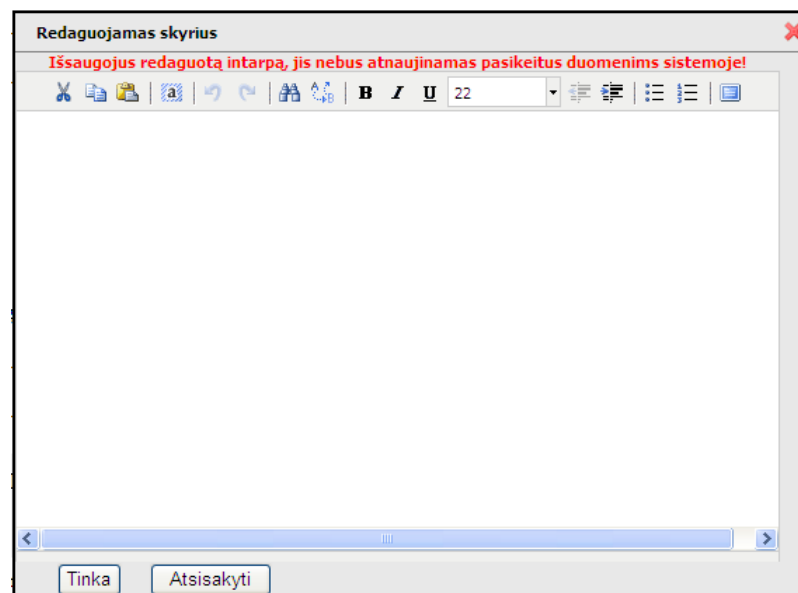 Redaguojamas skyrius
Išsaugojus redaguotą intarpą, jis nebus atnaujinamas pasikeitus duomenims sistemoje!
B I U 22
Tinka Atsisakyti